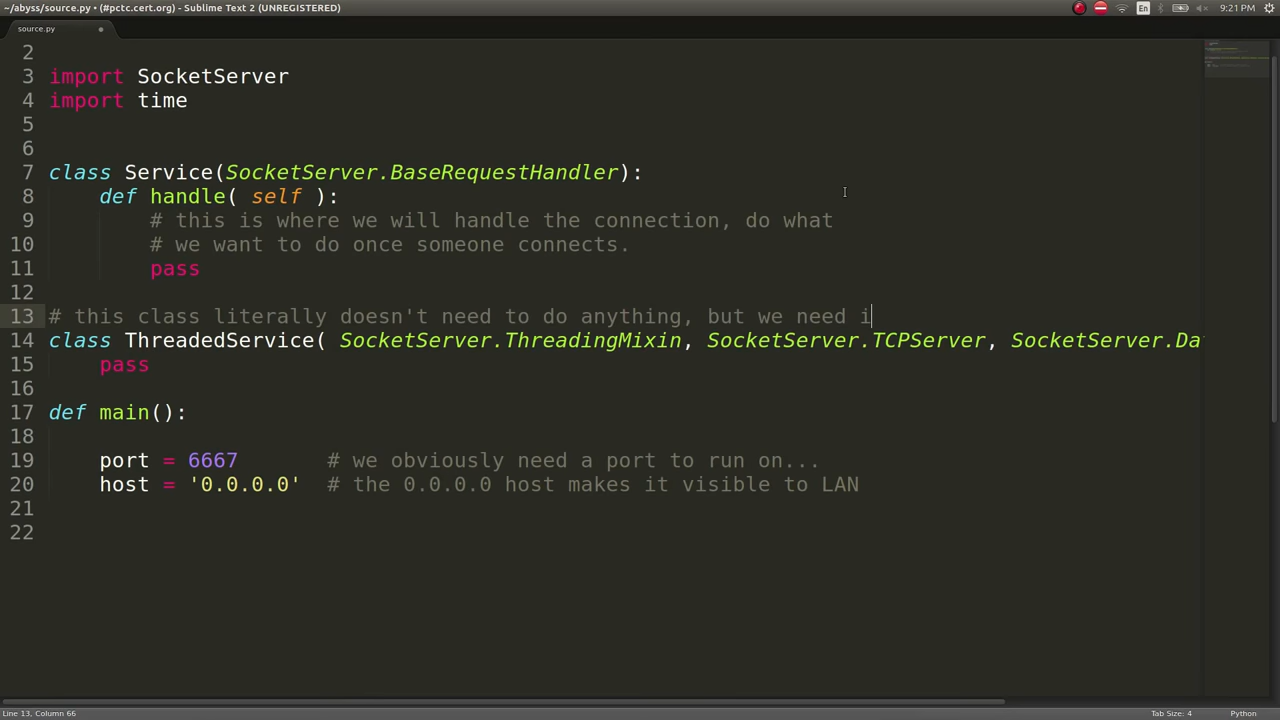 ~/abyss/source.py • (#pctc.cert.org) - Sublime Text 2 (UNREGISTERED)
En
9:21 PM
source.py
2
3 import SocketServer
4 import time
5
6
7 class Service(SocketServer.BaseRequestHandler):
8 def handle( self ):
9 # this is where we will handle the connection, do what
10 # we want to do once someone connects.
11 pass
12
13 # this class literally doesn't need to do anything, but we need i
14 class ThreadedService( SocketServer.ThreadingMixin, SocketServer.TCPServer, SocketServer.Da
15 pass
16
17 def main():
18
19 port = 6667 # we obviously need a port to run on...
20 host = '0.0.0.0' # the 0.0.0.0 host makes it visible to LAN
21
22
Line 13, Column 66
Tab Size: 4
Python